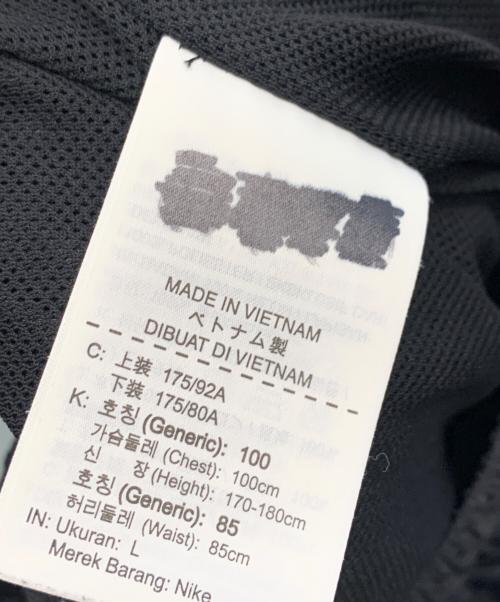 MADE IN VIETNAM
ベトナム製
DIBUAT DI VIETNAM
C: 上装 175/92A
下装 175/80A
K: 호칭 (Generic): 100
가슴둘레 (Chest): 100cm
신 장 (Height): 170-180cm
호칭 (Generic): 85
허리둘레 (Waist): 85cm
IN: Ukuran: L
Merek Barang: Nike